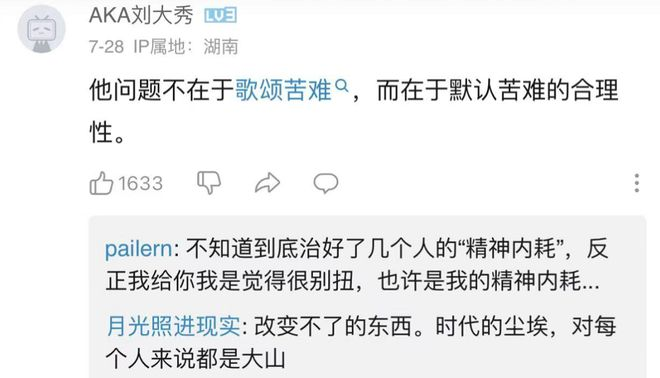 AKA刘大秀 LV3
7-28 IP属地：湖南
他问题不在于歌颂苦难，而在于默认苦难的合理
性。
1633
pailern: 不知道到底治好了几个人的“精神内耗”，反
正我给你我是觉得很别扭，也许是我的精神内耗...
月光照进现实: 改变不了的东西。时代的尘埃，对每
个人来说都是大山